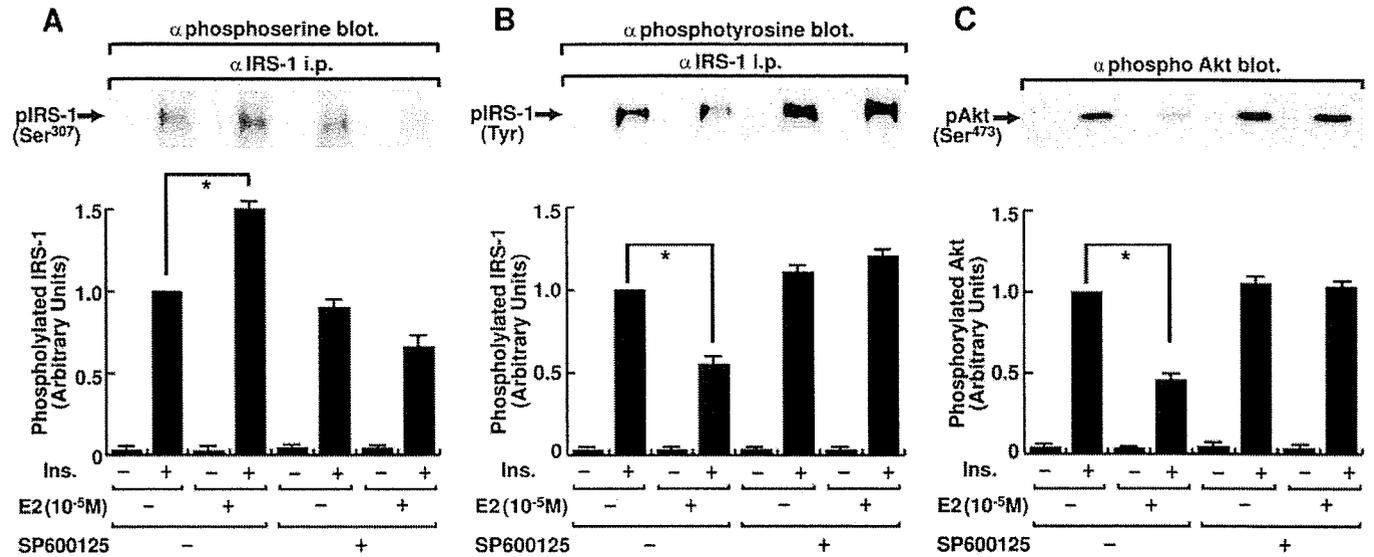 A
α phosphoserine blot.
α IRS-1 i.p.
pIRS-1
(Ser307)
*
Phospholylated IRS-1
(Arbitrary Units)
1.5
1.0
0.5
0
Ins. − + − + − + − +
E2 (10-5M) − + − +
SP600125 − +
B
α phosphotyrosine blot.
α IRS-1 i.p.
pIRS-1
(Tyr)
*
Phospholylated IRS-1
(Arbitrary Units)
1.5
1.0
0.5
0
Ins. − + − + − + − +
E2 (10-5M) − + − +
SP600125 − +
C
α phospho Akt blot.
pAkt
(Ser473)
*
Phosphorylated Akt
(Arbitrary Units)
1.5
1.0
0.5
0
Ins. − + − + − + − +
E2 (10-5M) − + − +
SP600125 − +